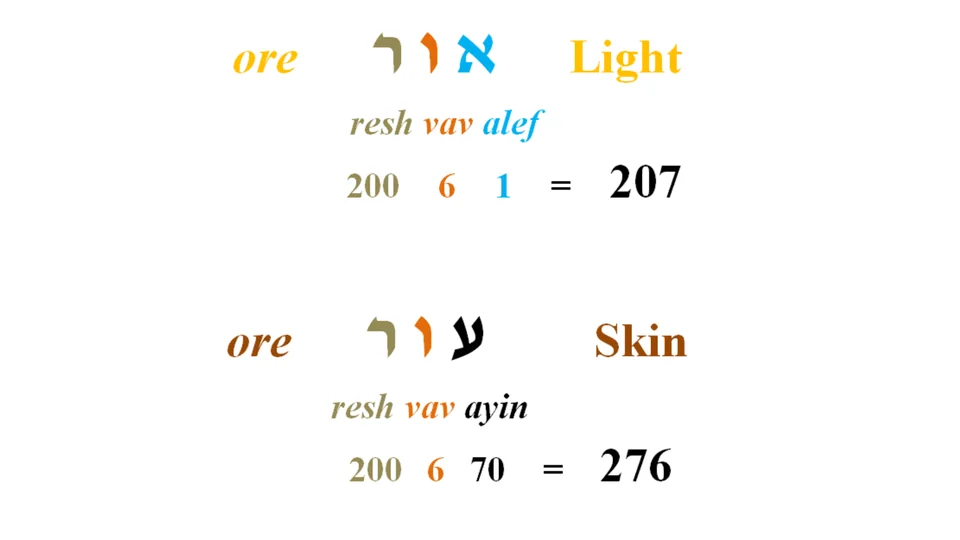 ore אור Light
resh vav alef
200 6 1 = 207
ore עור Skin
resh vav ayin
200 6 70 = 276